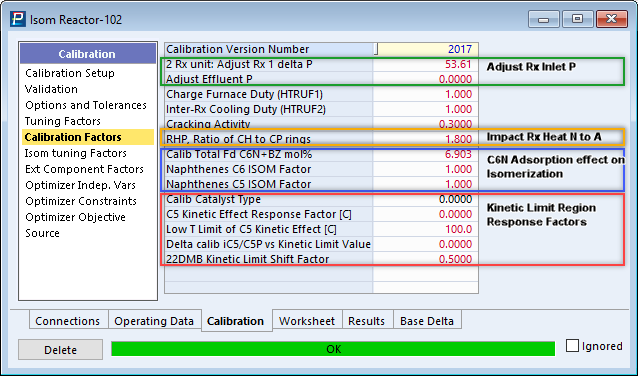 Isom Reactor-102
Calibration
Calibration Setup
Validation
Options and Tolerances
Tuning Factors
Calibration Factors
Isom tuning Factors
Ext Component Factors
Optimizer Indep. Vars
Optimizer Constraints
Optimizer Objective
Source
Calibration Version Number 2017
2 Rx unit: Adjust Rx 1 delta P 53.61
Adjust Effluent P 0.0000
Charge Furnace Duty (HTRUF1) 1.000
Inter-Rx Cooling Duty (HTRUF2) 1.000
Cracking Activity 0.3000
RHP, Ratio of CH to CP rings 1.800
Calib Total Fd C6N+BZ mol% 6.903
Naphthenes C6 ISOM Factor 1.000
Naphthenes C5 ISOM Factor 1.000
Calib Catalyst Type 0.0000
C5 Kinetic Effect Response Factor [C] 0.0000
Low T Limit of C5 Kinetic Effect [C] 100.0
Delta calib iC5/C5P vs Kinetic Limit Value 0.0000
22DMB Kinetic Limit Shift Factor 0.5000
Adjust Rx Inlet P
Impact Rx Heat N to A
C6N Adsorption effect on
Isomerization
Kinetic Limit Region
Response Factors
Connections Operating Data Calibration Worksheet Results Base Delta
Delete OK Ignored